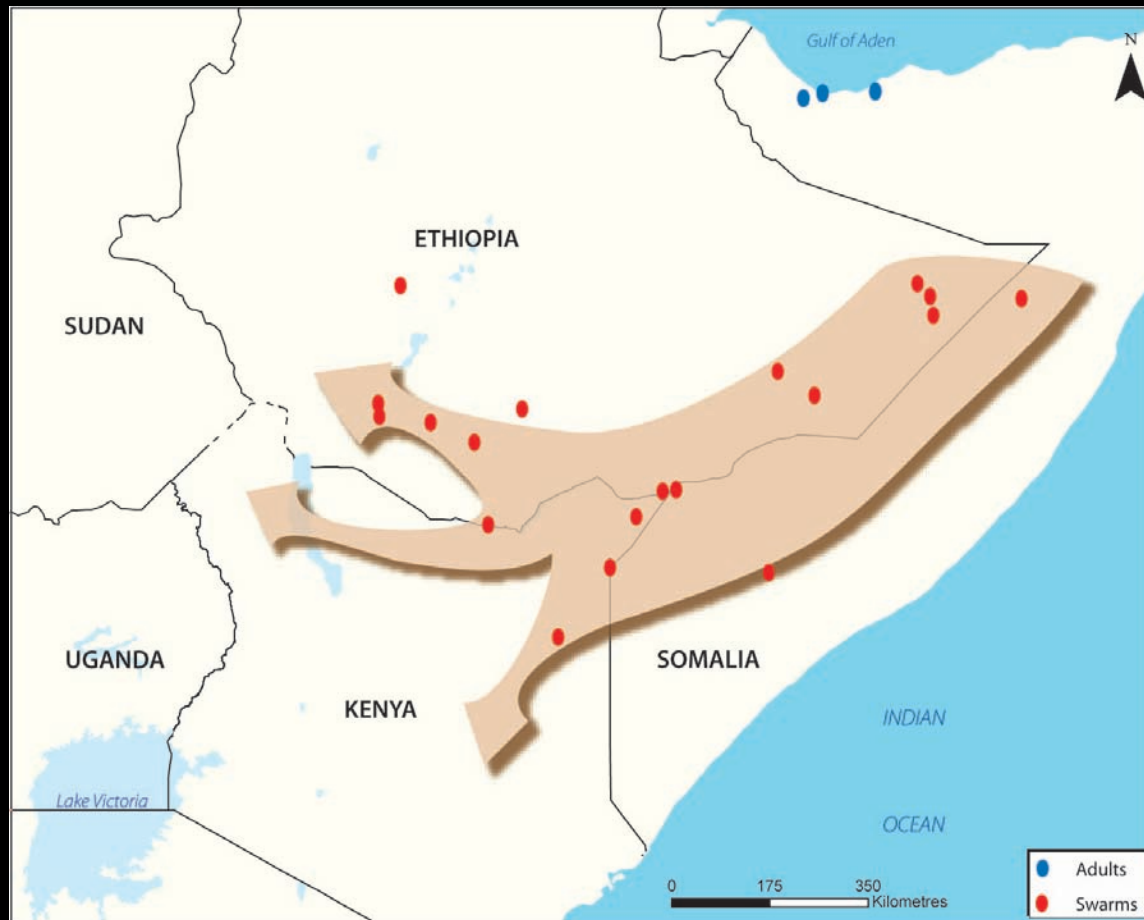 Gulf of Aden
N
ETHIOPIA
SUDAN
UGANDA
SOMALIA
KENYA
INDIAN
Lake Victoria
OCEAN
Adults
0 175 350
Kilometres
Swarms